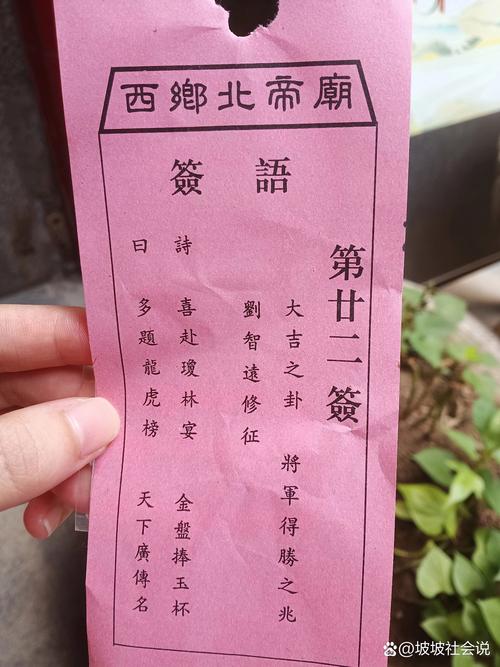 西鄉北帝廟
簽語
第廿二簽
大吉之卦 將軍得勝之兆
劉智遠修征
詩曰
喜赴瓊林宴 金盤捧玉杯
多題龍虎榜 天下廣傳名
@坡坡社会说